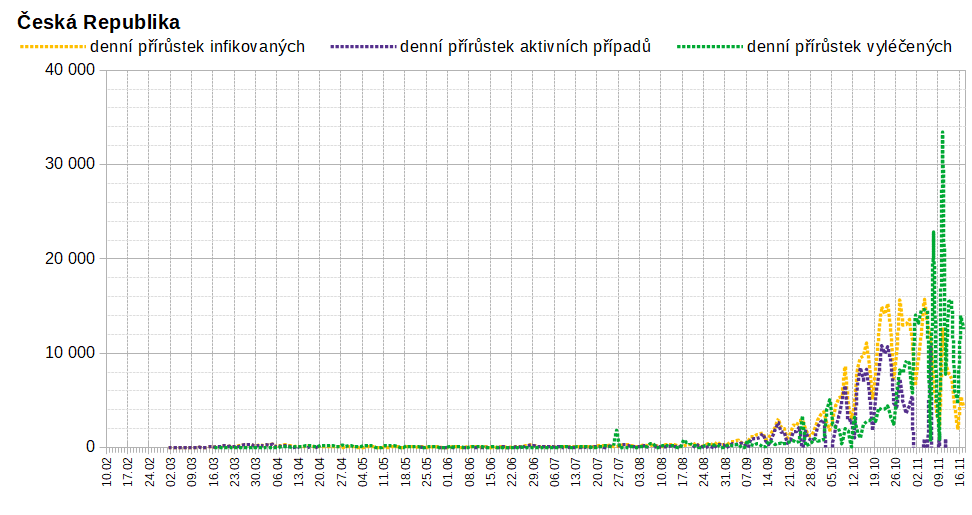 Česká Republika
denní přírůstek infikovaných denní přírůstek aktivních případů denní přírůstek vyléčených
40 000
30 000
20 000
10 000
0
10.02 17.02 24.02 02.03 09.03 16.03 23.03 30.03 06.04 13.04 20.04 27.04 04.05 11.05 18.05 25.05 01.06 08.06 15.06 22.06 29.06 06.07 13.07 20.07 27.07 03.08 10.08 17.08 24.08 31.08 07.09 14.09 21.09 28.09 05.10 12.10 19.10 26.10 02.11 09.11 16.11